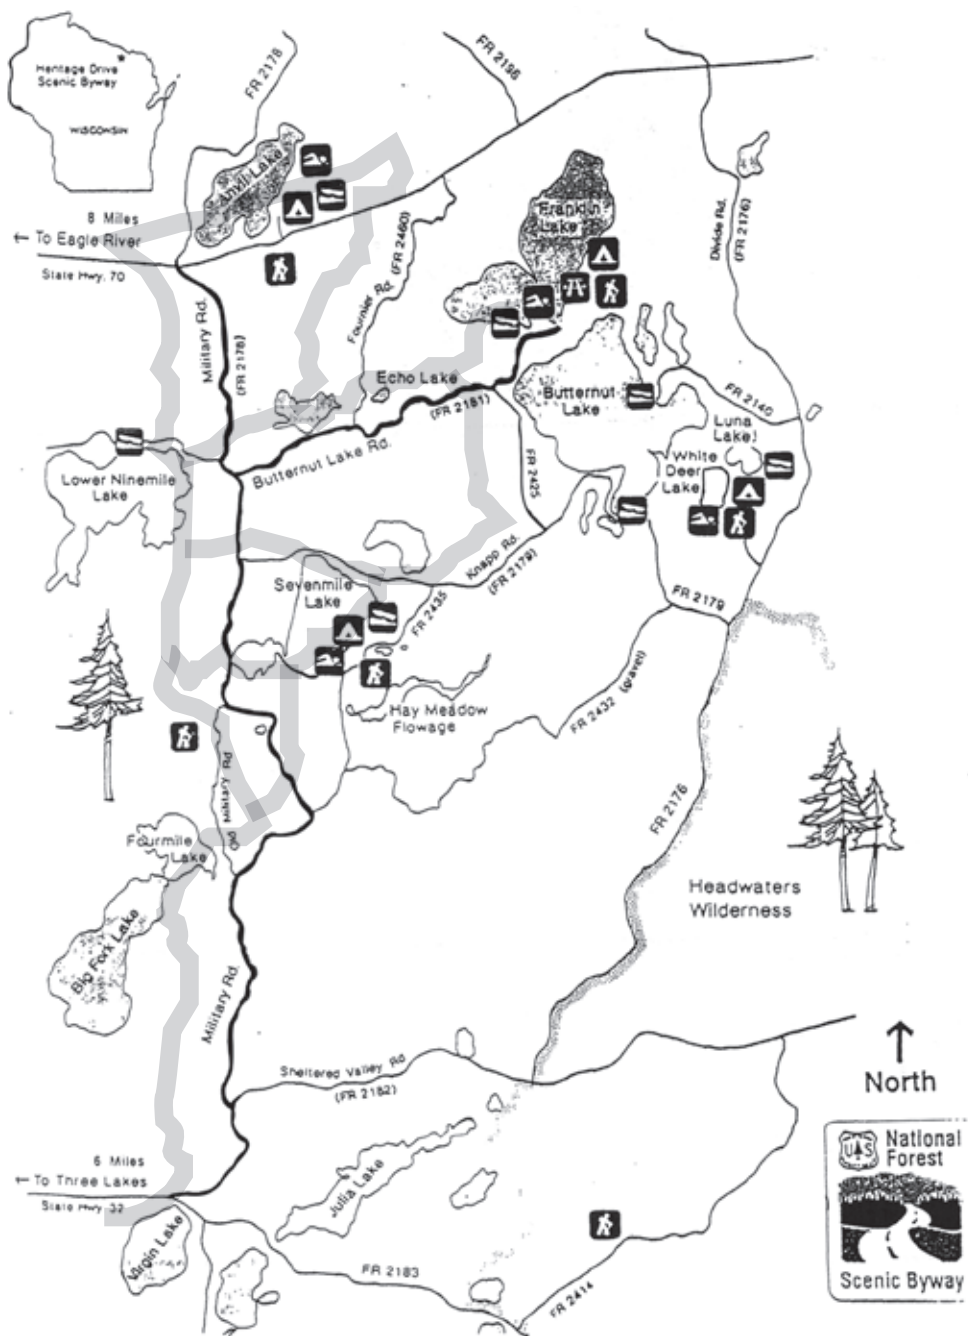 Heritage Drive
Scenic Byway
WISCONSIN
FR 2178
FR 2196
8 Miles
← To Eagle River
State Hwy. 70
Anvil Lake
Franklin
Lake
Divide Rd.
(FR 2176)
Military Rd.
(FR 2178)
Fournier Rd.
(FR 2460)
Echo Lake
(FR 2181)
Butternut Lake Rd.
Butternut
Lake
FR 2140
Luna
Lake
White
Deer
Lake
Lower Ninemile
Lake
FR 2425
Knapp Rd.
(FR 2179)
Sevenmile
Lake
FR 2435
FR 2179
Hay Meadow
Flowage
FR 2432 (gravel)
Old Military Rd
Fourmile
Lake
FR 2176
Headwaters
Wilderness
Big Fork Lake
Military Rd.
Sheltered Valley Rd
(FR 2182)
North
6 Miles
← To Three Lakes
State Hwy 32
Julia Lake
Virgin Lake
FR 2183
FR 2414
US
National
Forest
Scenic Byway